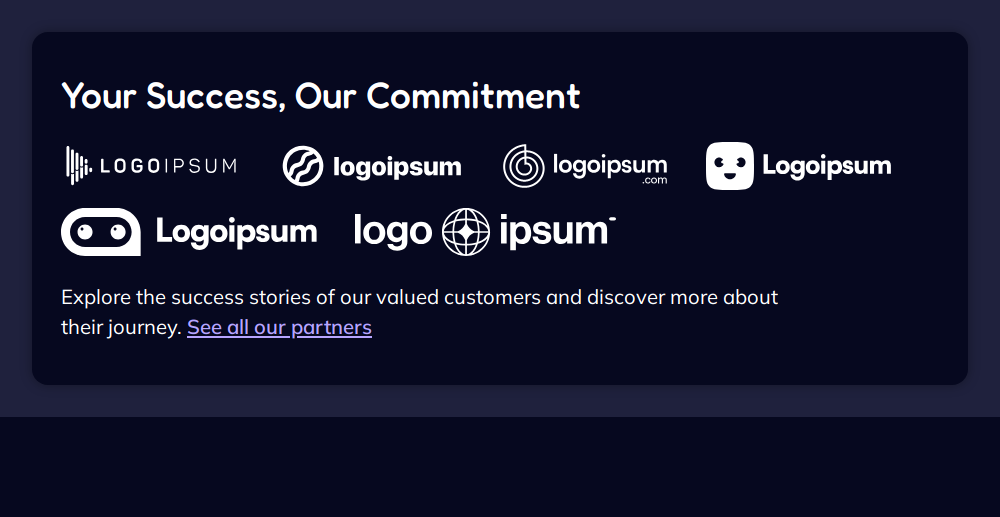 Your Success, Our Commitment
LOGOIPSUM logoipsum logoipsum.com Logoipsum
Logoipsum logo ipsum
Explore the success stories of our valued customers and discover more about
their journey. See all our partners